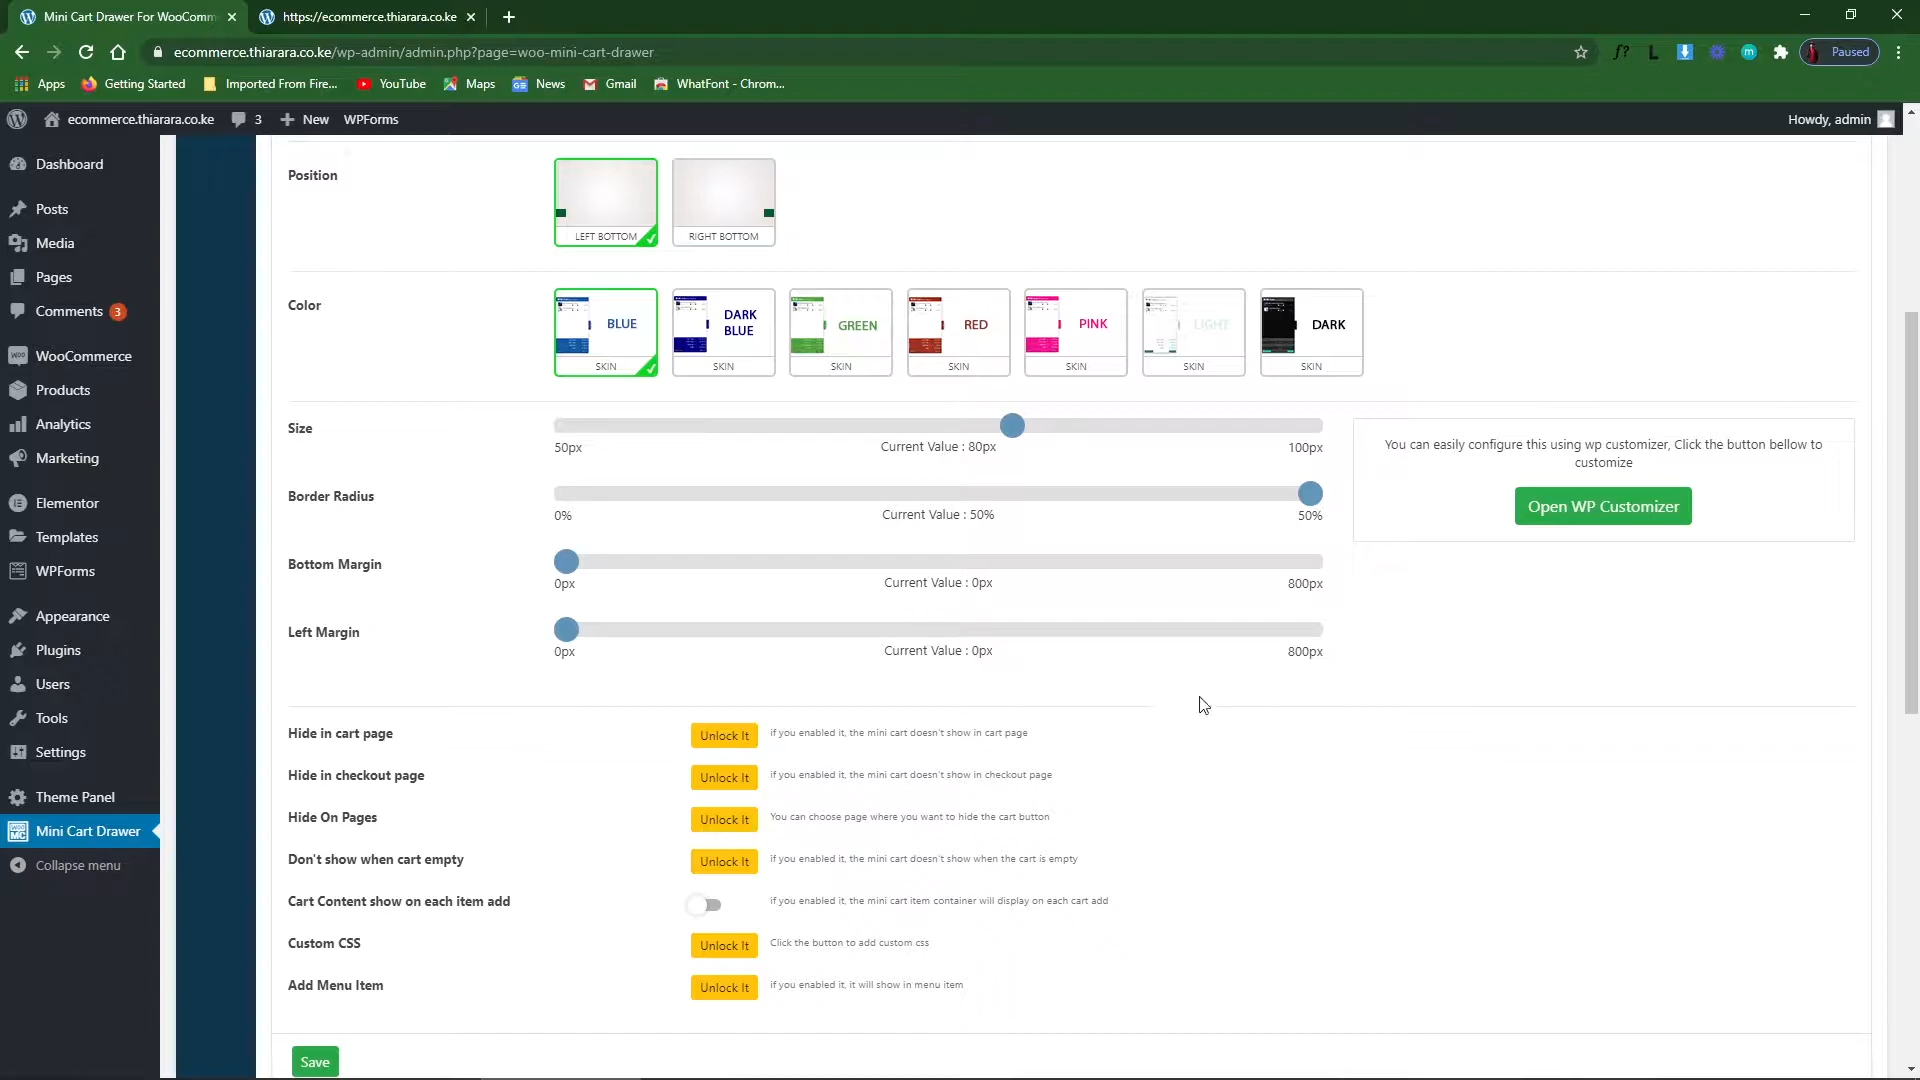 Mini Cart Drawer For WooComm
https://ecommerce.thiarara.co.ke
ecommerce.thiarara.co.ke/wp-admin/admin.php?page=woo-mini-cart-drawer
f?
L
m
Paused
Apps
Getting Started
Imported From Fire...
YouTube
Maps
News
Gmail
WhatFont - Chrom...
ecommerce.thiarara.co.ke
3
New
WPForms
Howdy, admin
Dashboard
Posts
Media
Pages
Comments 3
WooCommerce
Products
Analytics
Marketing
Elementor
Templates
WPForms
Appearance
Plugins
Users
Tools
Settings
Theme Panel
Mini Cart Drawer
Collapse menu
Position
LEFT BOTTOM
RIGHT BOTTOM
Color
BLUE
SKIN
DARK
BLUE
SKIN
GREEN
SKIN
RED
SKIN
PINK
SKIN
LIGHT
SKIN
DARK
SKIN
Size
50px
Current Value : 80px
100px
Border Radius
0%
Current Value : 50%
50%
Bottom Margin
0px
Current Value : 0px
800px
Left Margin
0px
Current Value : 0px
800px
You can easily configure this using wp customizer, Click the button bellow to
customize
Open WP Customizer
Hide in cart page
Unlock It
if you enabled it, the mini cart doesn't show in cart page
Hide in checkout page
Unlock It
if you enabled it, the mini cart doesn't show in checkout page
Hide On Pages
Unlock It
You can choose page where you want to hide the cart button
Don't show when cart empty
Unlock It
if you enabled it, the mini cart doesn't show when the cart is empty
Cart Content show on each item add
if you enabled it, the mini cart item container will display on each cart add
Custom CSS
Unlock It
Click the button to add custom css
Add Menu Item
Unlock It
if you enabled it, it will show in menu item
Save